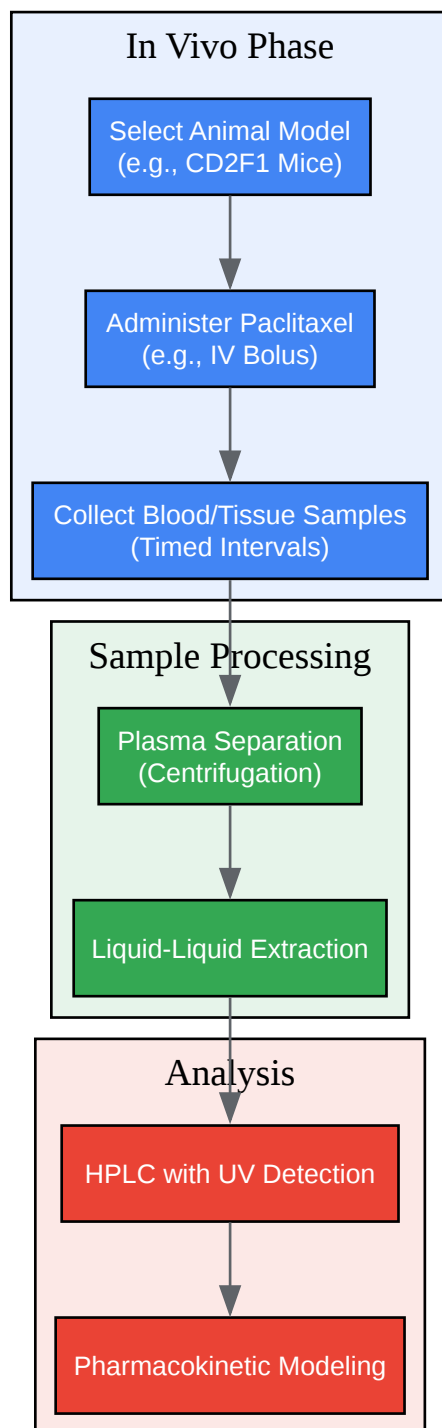 In Vivo Phase
Select Animal Model
(e.g., CD2F1 Mice)
Administer Paclitaxel
(e.g., IV Bolus)
Collect Blood/Tissue Samples
(Timed Intervals)
Sample Processing
Plasma Separation
(Centrifugation)
Liquid-Liquid Extraction
Analysis
HPLC with UV Detection
Pharmacokinetic Modeling